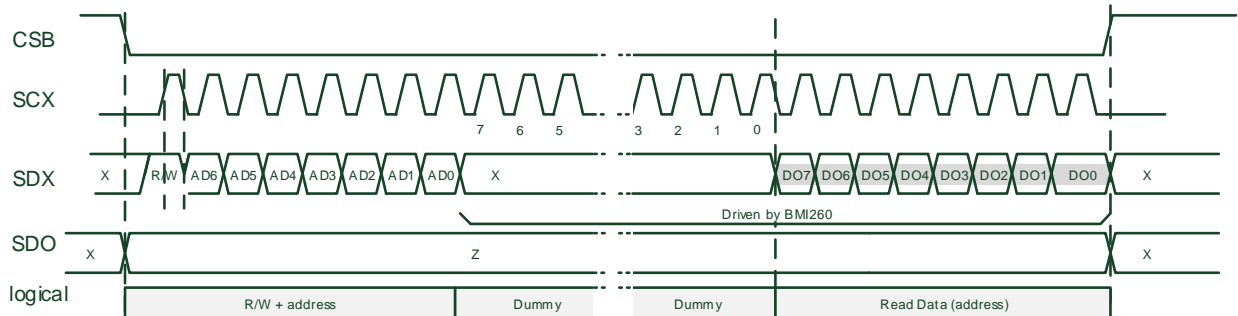 CSB
SCX
7 6 5 3 2 1 0
SDX X R/W AD6 AD5 AD4 AD3 AD2 AD1 AD0 X DO7 DO6 DO5 DO4 DO3 DO2 DO1 DO0 X
Driven by BMI260
SDO X Z X
logical R/W + address Dummy Dummy Read Data (address)